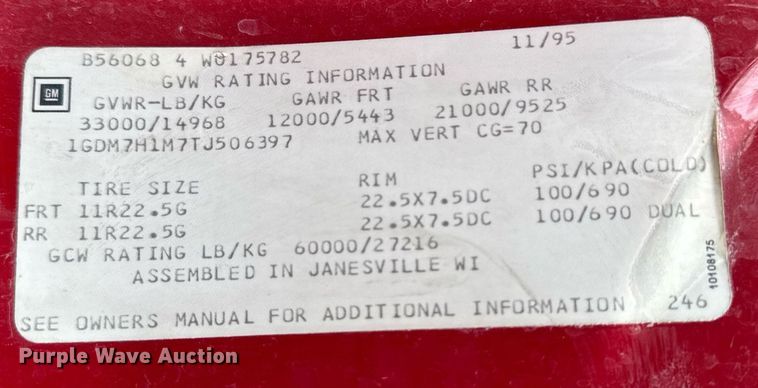 B56068 4 W0175782 11/95
GVW RATING INFORMATION
GM
GVWR-LB/KG GAWR FRT GAWR RR
33000/14968 12000/5443 21000/9525
1GDM7H1M7TJ506397 MAX VERT CG=70
TIRE SIZE RIM PSI/KPA(COLD)
FRT 11R22.5G 22.5X7.5DC 100/690
RR 11R22.5G 22.5X7.5DC 100/690 DUAL
GCW RATING LB/KG 60000/27216
ASSEMBLED IN JANESVILLE WI
10108175
SEE OWNERS MANUAL FOR ADDITIONAL INFORMATION 246
Purple Wave Auction